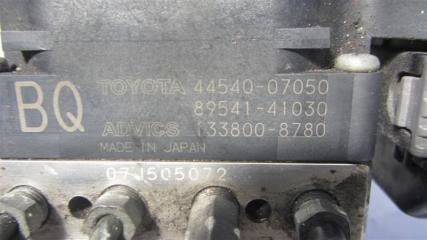 BQ
TOYOTA 44540-07050
89541-41030
ADVICS 133800-8780
MADE IN JAPAN
07J505072